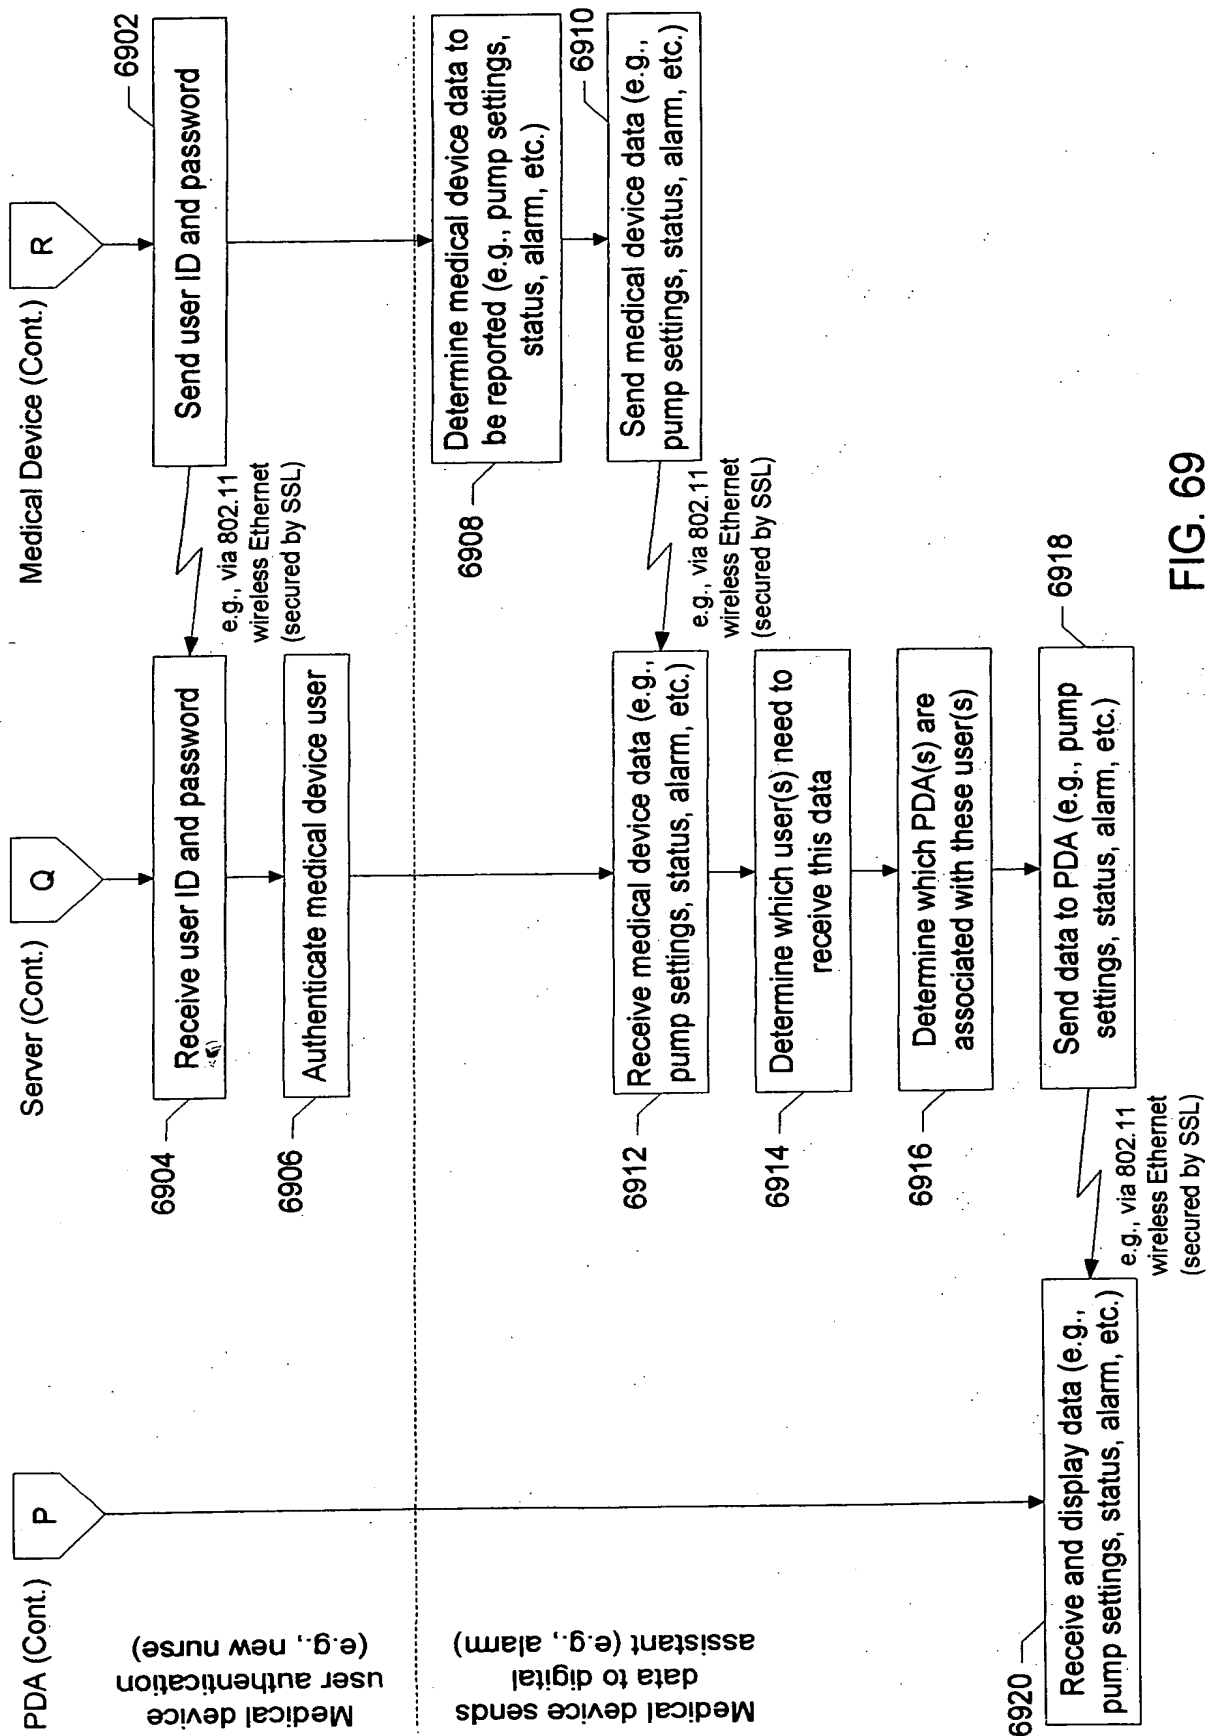 PDA (Cont.)
Server (Cont.)
Medical Device (Cont.)
P
Q
R
Medical device
user authentication
(e.g., new nurse)
6902
Send user ID and password
e.g., via 802.11
wireless Ethernet
(secured by SSL)
6904
Receive user ID and password
6906
Authenticate medical device user
Medical device sends
data to digital
assistant (e.g., alarm)
6908
Determine medical device data to
be reported (e.g., pump settings,
status, alarm, etc.)
6910
Send medical device data (e.g.,
pump settings, status, alarm, etc.)
e.g., via 802.11
wireless Ethernet
(secured by SSL)
6912
Receive medical device data (e.g.,
pump settings, status, alarm, etc.)
6914
Determine which user(s) need to
receive this data
6916
Determine which PDA(s) are
associated with these user(s)
6918
Send data to PDA (e.g., pump
settings, status, alarm, etc.)
e.g., via 802.11
wireless Ethernet
(secured by SSL)
6920
Receive and display data (e.g.,
pump settings, status, alarm, etc.)
FIG. 69